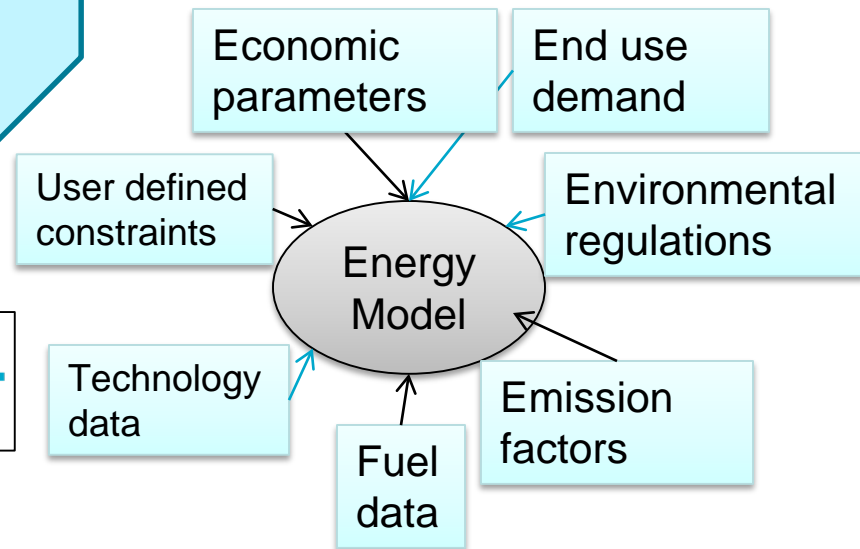 Economic
parameters
End use
demand
User defined
constraints
Environmental
regulations
Energy
Model
Technology
data
Emission
factors
Fuel
data